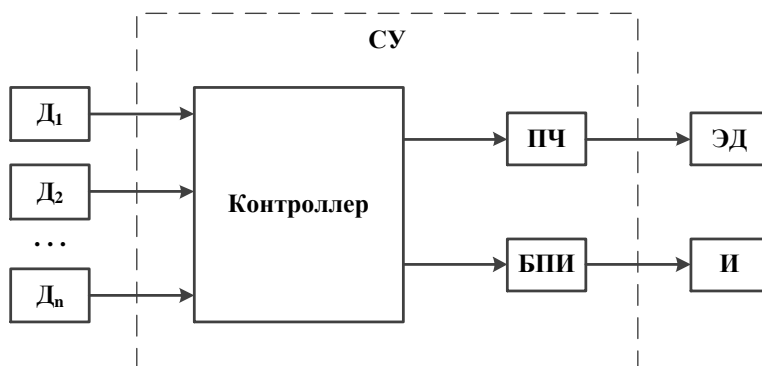 СУ
Д₁
Д₂
...
Дₙ
Контроллер
ПЧ
ЭД
БПИ
И